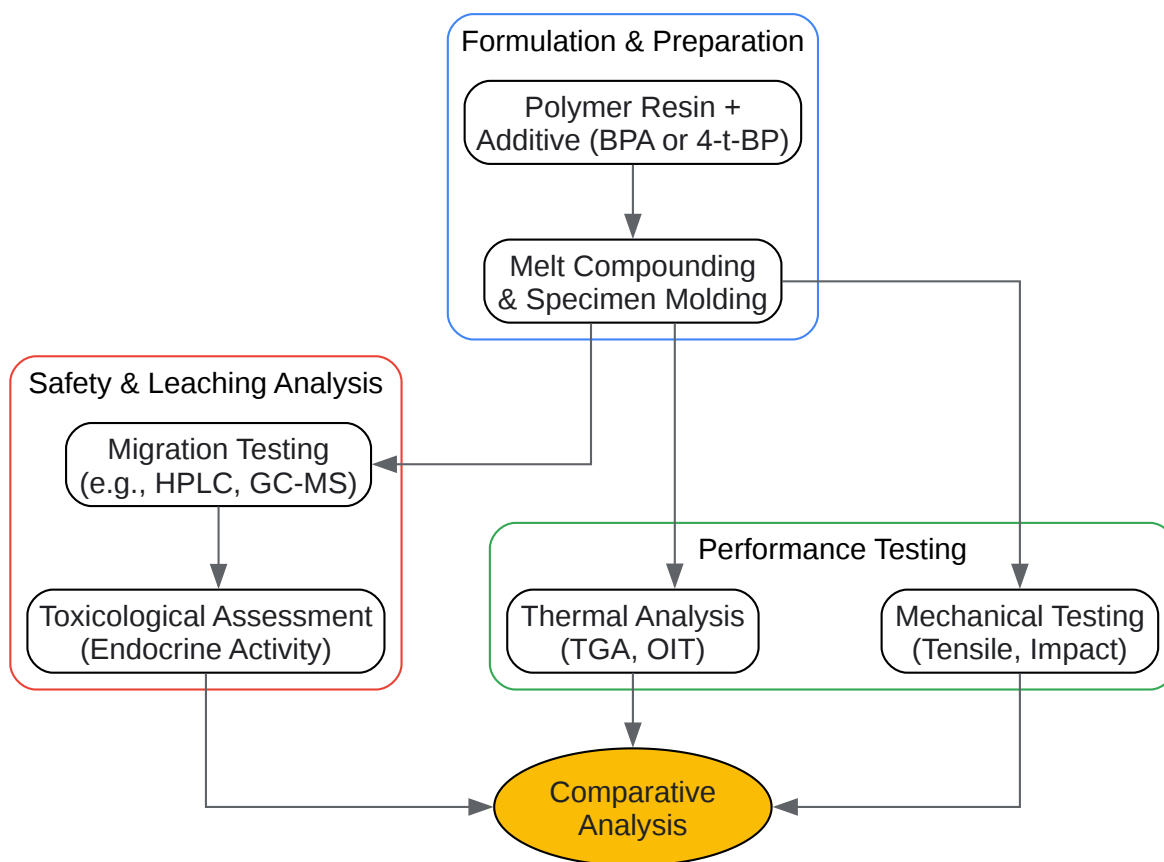 Formulation & Preparation
Polymer Resin +
Additive (BPA or 4-t-BP)
Melt Compounding
& Specimen Molding
Safety & Leaching Analysis
Migration Testing
(e.g., HPLC, GC-MS)
Toxicological Assessment
(Endocrine Activity)
Performance Testing
Thermal Analysis
(TGA, OIT)
Mechanical Testing
(Tensile, Impact)
Comparative
Analysis